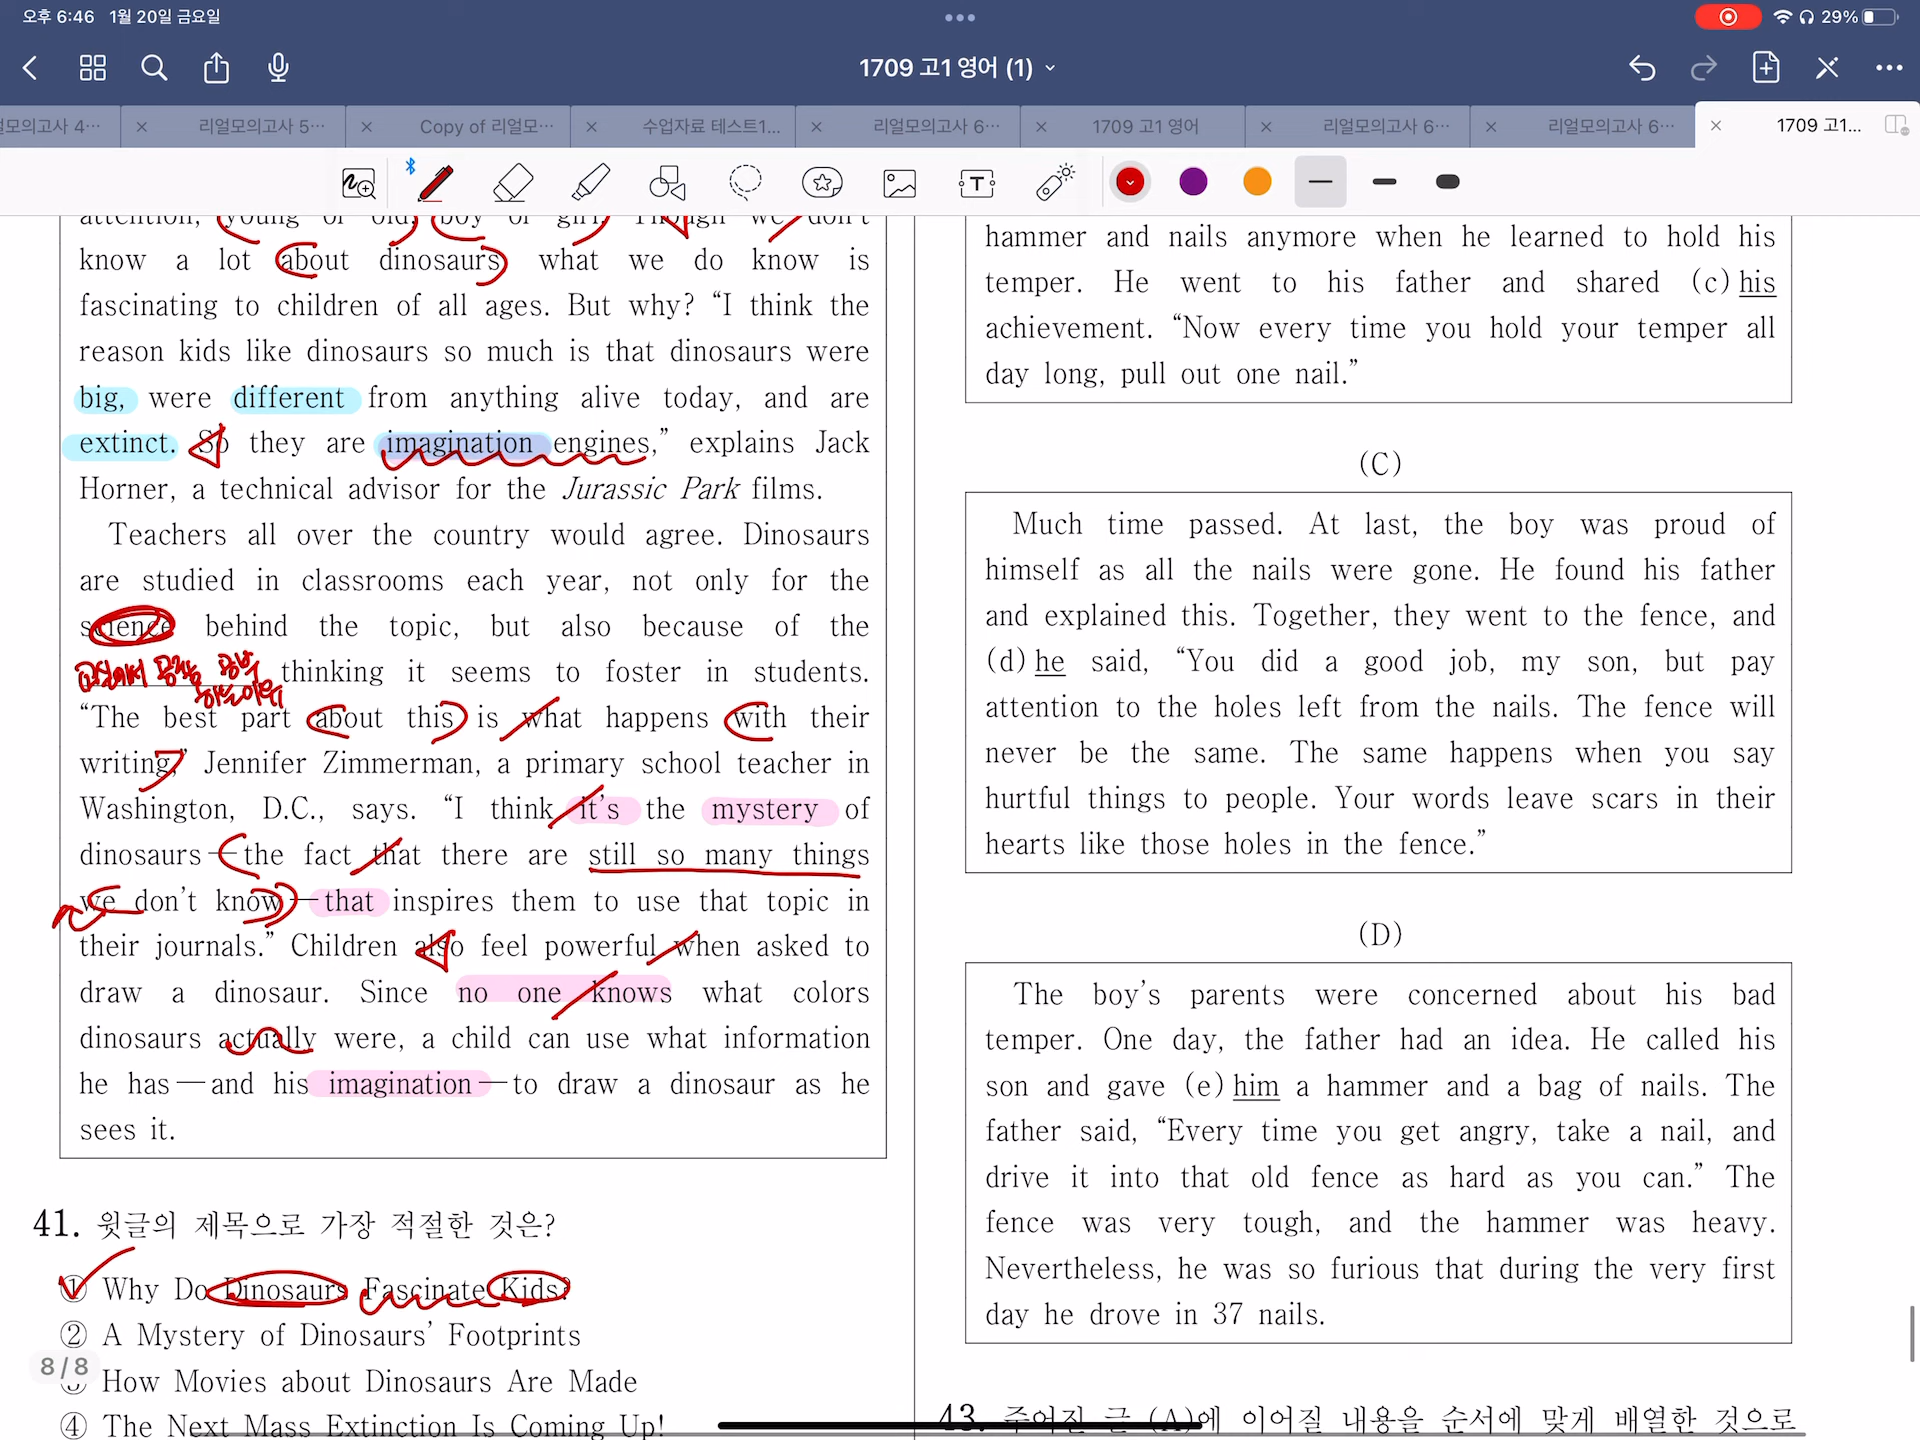 오후 6:46 1월 20일 금요일
29%
1709 고1 영어 (1)
리얼모의고사 5…
Copy of 리얼모…
수업자료 테스트1...
리얼모의고사 6…
1709 고1 영어
리얼모의고사 6…
리얼모의고사 6…
1709 고1...
attention, young or old, boy or girl. Though we don't
know a lot about dinosaurs, what we do know is
fascinating to children of all ages. But why? “I think the
reason kids like dinosaurs so much is that dinosaurs were
big, were different from anything alive today, and are
extinct. So they are imagination engines,” explains Jack
Horner, a technical advisor for the Jurassic Park films.
Teachers all over the country would agree. Dinosaurs
are studied in classrooms each year, not only for the
science behind the topic, but also because of the
thinking it seems to foster in students.
“The best part about this is what happens with their
writing,” Jennifer Zimmerman, a primary school teacher in
Washington, D.C., says. “I think it’s the mystery of
dinosaurs—the fact that there are still so many things
we don’t know—that inspires them to use that topic in
their journals.” Children also feel powerful when asked to
draw a dinosaur. Since no one knows what colors
dinosaurs actually were, a child can use what information
he has—and his imagination—to draw a dinosaur as he
sees it.
41. 윗글의 제목으로 가장 적절한 것은?
① Why Do Dinosaurs Fascinate Kids?
② A Mystery of Dinosaurs’ Footprints
③ How Movies about Dinosaurs Are Made
④ The Next Mass Extinction Is Coming Up!
8/8
hammer and nails anymore when he learned to hold his
temper. He went to his father and shared (c) his
achievement. “Now every time you hold your temper all
day long, pull out one nail.”
(C)
Much time passed. At last, the boy was proud of
himself as all the nails were gone. He found his father
and explained this. Together, they went to the fence, and
(d) he said, “You did a good job, my son, but pay
attention to the holes left from the nails. The fence will
never be the same. The same happens when you say
hurtful things to people. Your words leave scars in their
hearts like those holes in the fence.”
(D)
The boy’s parents were concerned about his bad
temper. One day, the father had an idea. He called his
son and gave (e) him a hammer and a bag of nails. The
father said, “Every time you get angry, take a nail, and
drive it into that old fence as hard as you can.” The
fence was very tough, and the hammer was heavy.
Nevertheless, he was so furious that during the very first
day he drove in 37 nails.
43. 주어진 글 (A)에 이어질 내용을 순서에 맞게 배열한 것으로